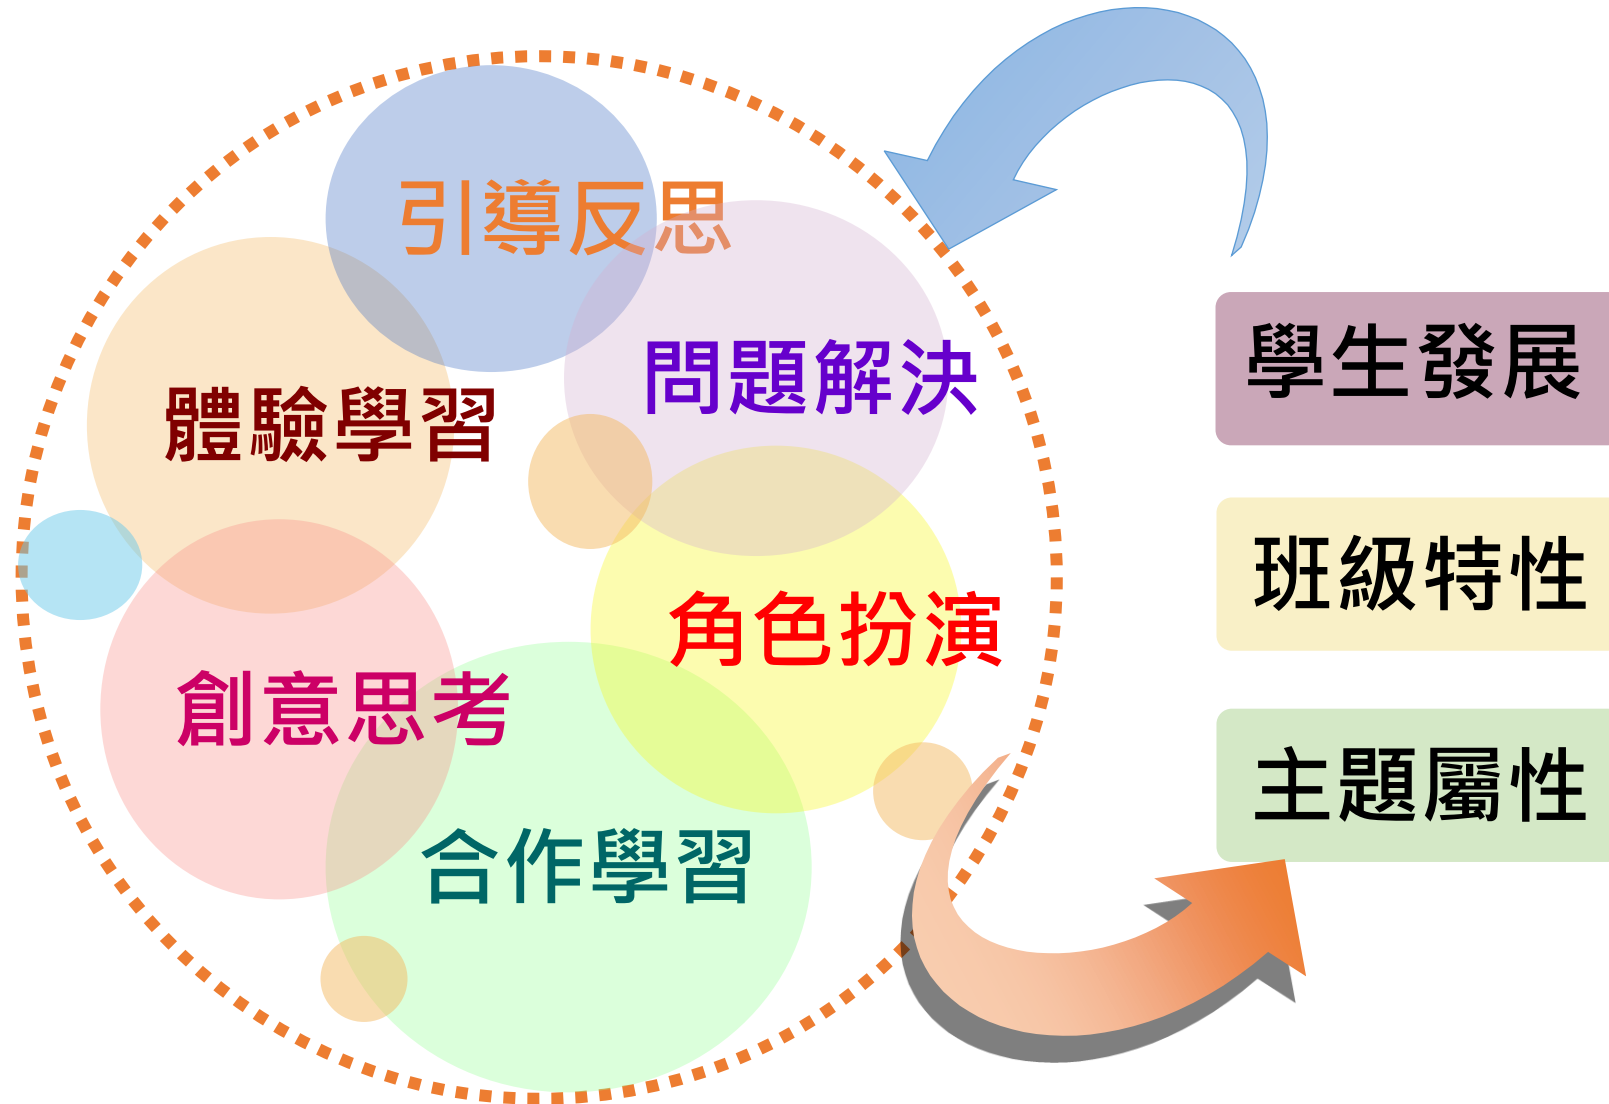 引導反思
問題解決
體驗學習
角色扮演
創意思考
合作學習
學生發展
班級特性
主題屬性